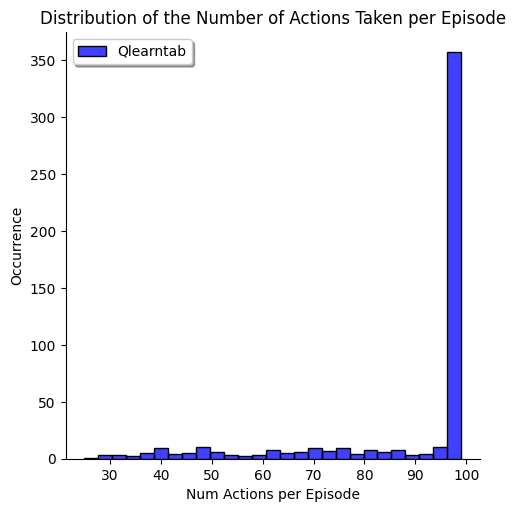 Distribution of the Number of Actions Taken per Episode
Qlearntab
350
300
250
200
150
100
50
0
Occurrence
30 40 50 60 70 80 90 100
Num Actions per Episode